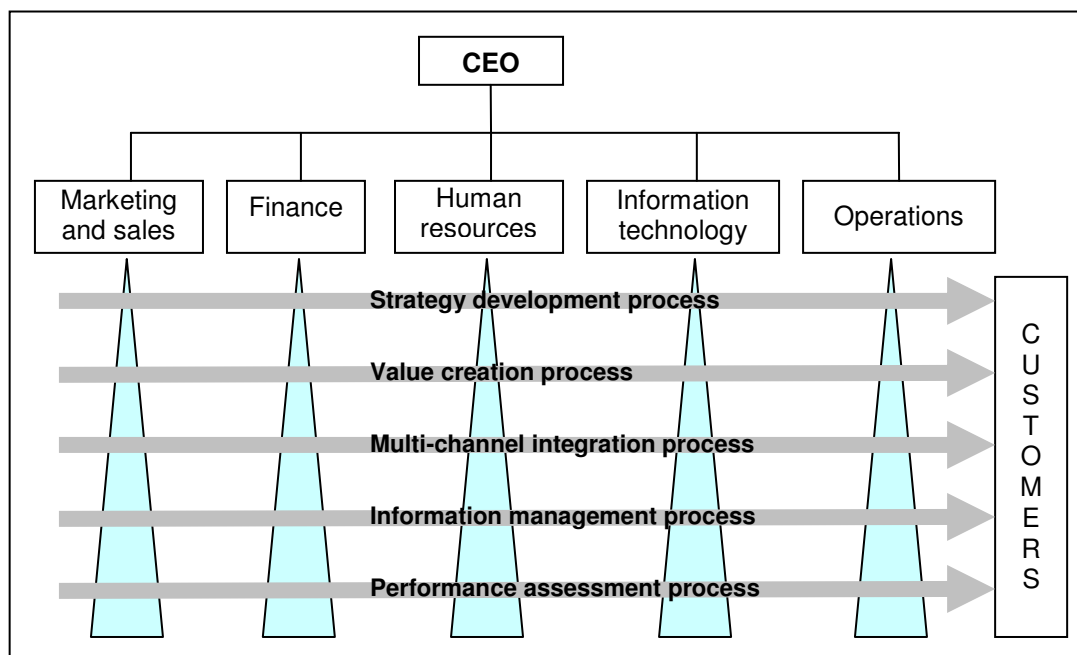 CEO
Marketing
and sales
Finance
Human
resources
Information
technology
Operations
Strategy development process
Value creation process
Multi-channel integration process
Information management process
Performance assessment process
C
U
S
T
O
M
E
R
S